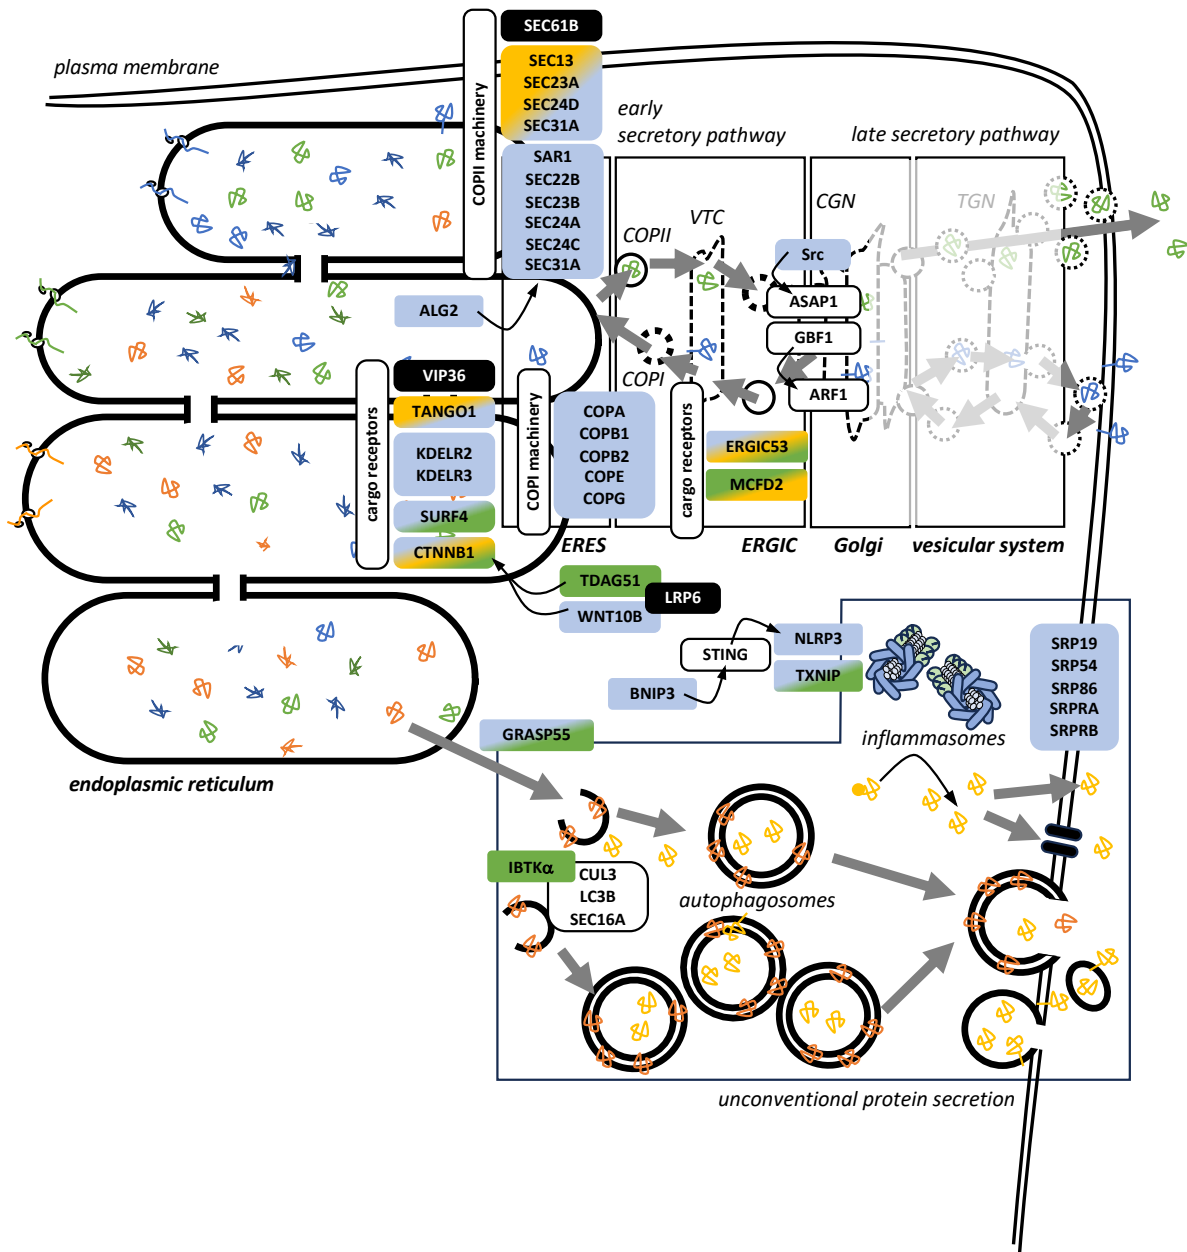 SEC61B
plasma membrane
COPII machinery
SEC13
SEC23A
SEC24D
SEC31A
early
secretory pathway
late secretory pathway
SAR1
SEC22B
SEC23B
SEC24A
SEC24C
SEC31A
VTC
CGN
TGN
COPII
Src
ALG2
ASAP1
GBF1
COPI
ARF1
VIP36
cargo receptors
TANGO1
KDELR2
KDELR3
SURF4
CTNNB1
COPI machinery
COPA
COPB1
COPB2
COPE
COPG
cargo receptors
ERGIC53
MCFD2
ERES
ERGIC
Golgi
vesicular system
TDAG51
LRP6
WNT10B
NLRP3
STING
TXNIP
BNIP3
SRP19
SRP54
SRP86
SRPRA
SRPRB
GRASP55
inflammasomes
endoplasmic reticulum
IBTKα
CUL3
LC3B
SEC16A
autophagosomes
unconventional protein secretion